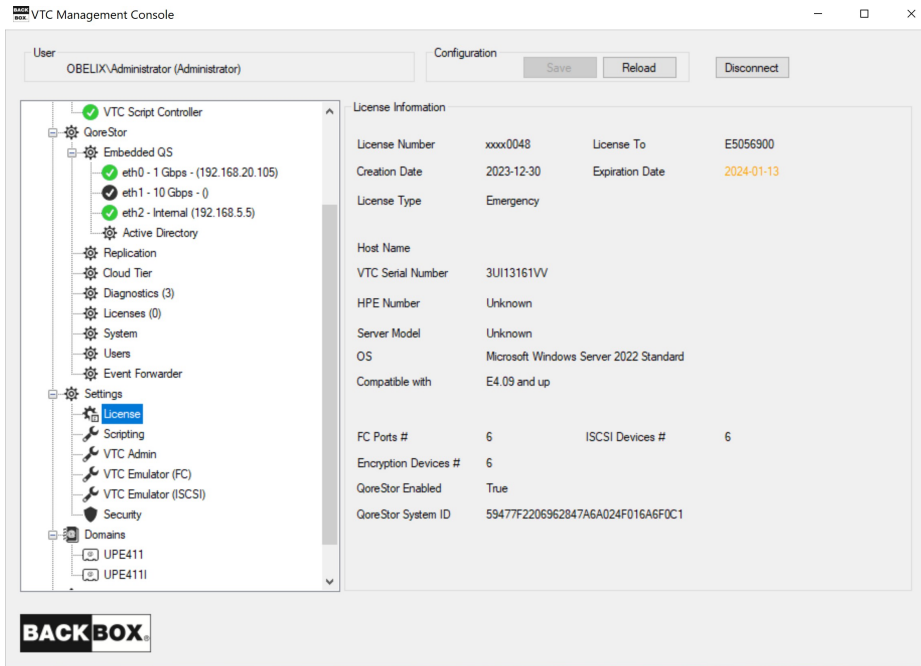 BACK BOX. VTC Management Console
User
OBELIX\Administrator (Administrator)
Configuration
Save Reload
Disconnect
VTC Script Controller
QoreStor
Embedded QS
eth0 - 1 Gbps - (192.168.20.105)
eth1 - 10 Gbps - ()
eth2 - Internal (192.168.5.5)
Active Directory
Replication
Cloud Tier
Diagnostics (3)
Licenses (0)
System
Users
Event Forwarder
Settings
License
Scripting
VTC Admin
VTC Emulator (FC)
VTC Emulator (ISCSI)
Security
Domains
UPE411
UPE411I
License Information
License Number xxxx0048 License To E5056900
Creation Date 2023-12-30 Expiration Date 2024-01-13
License Type Emergency
Host Name
VTC Serial Number 3UI13161VV
HPE Number Unknown
Server Model Unknown
OS Microsoft Windows Server 2022 Standard
Compatible with E4.09 and up
FC Ports # 6 ISCSI Devices # 6
Encryption Devices # 6
QoreStor Enabled True
QoreStor System ID 59477F2206962847A6A024F016A6F0C1
BACKBOX®